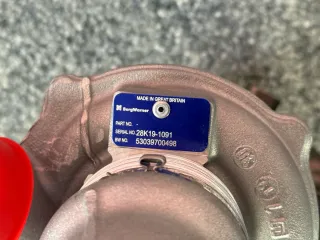 MADE IN GREAT BRITAIN
BorgWarner
PART NO. -
SERIAL NO. 28K19-1091
BW NO. 53039700498